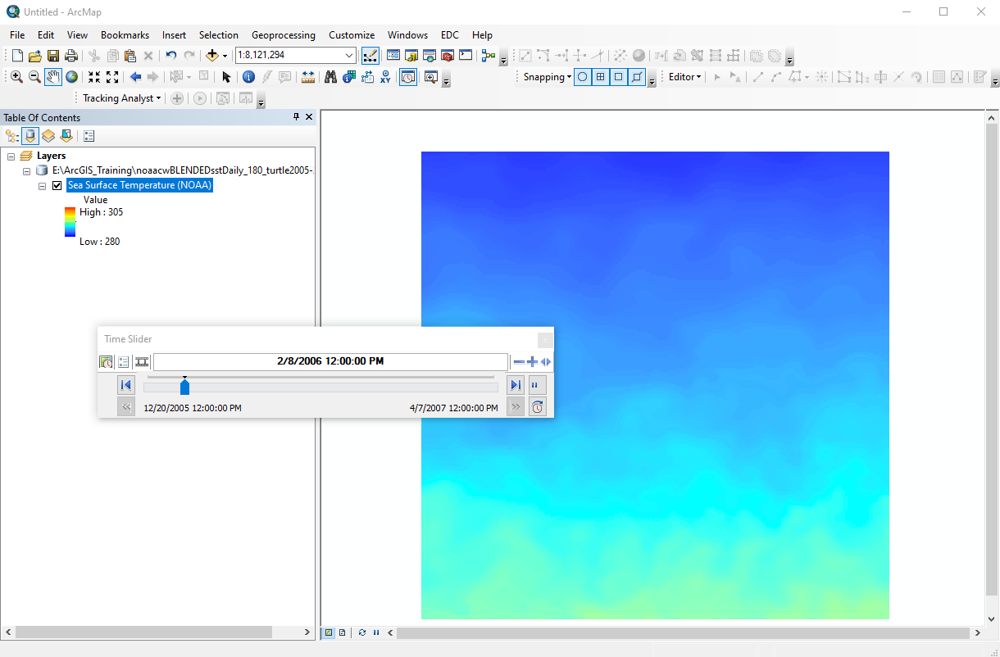 Untitled - ArcMap
File Edit View Bookmarks Insert Selection Geoprocessing Customize Windows EDC Help
1:8,121,294
Snapping Editor
Tracking Analyst
Table Of Contents
Layers
E:\ArcGIS_Training\noaacwBLENDEDsstDaily_180_turtle2005-
Sea Surface Temperature (NOAA)
Value
High : 305
Low : 280
Time Slider
2/8/2006 12:00:00 PM
12/20/2005 12:00:00 PM 4/7/2007 12:00:00 PM